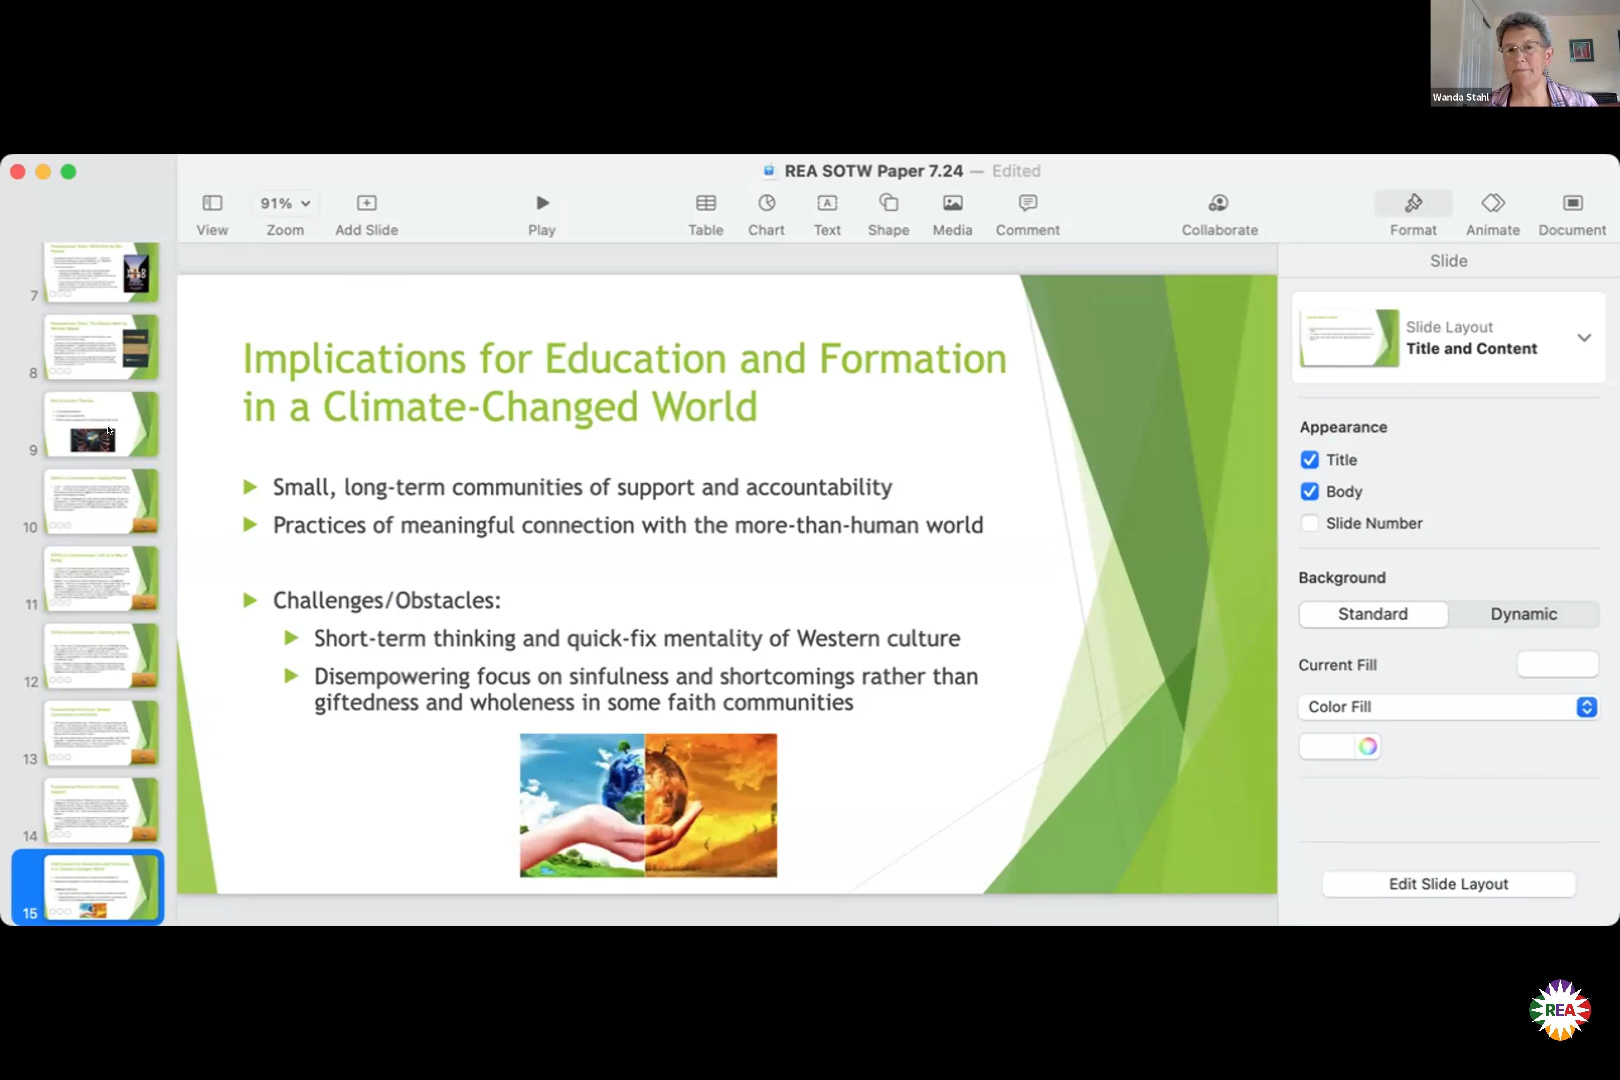 Wanda Stahl
REA SOTW Paper 7.24 — Edited
91%
View
Zoom
Add Slide
Play
Table
Chart
Text
Shape
Media
Comment
Collaborate
Format
Animate
Document
7
8
9
10
11
12
13
14
15
Implications for Education and Formation
in a Climate-Changed World
Small, long-term communities of support and accountability
Practices of meaningful connection with the more-than-human world
Challenges/Obstacles:
Short-term thinking and quick-fix mentality of Western culture
Disempowering focus on sinfulness and shortcomings rather than
giftedness and wholeness in some faith communities
Slide
Slide Layout
Title and Content
Appearance
Title
Body
Slide Number
Background
Standard
Dynamic
Current Fill
Color Fill
Edit Slide Layout
REA